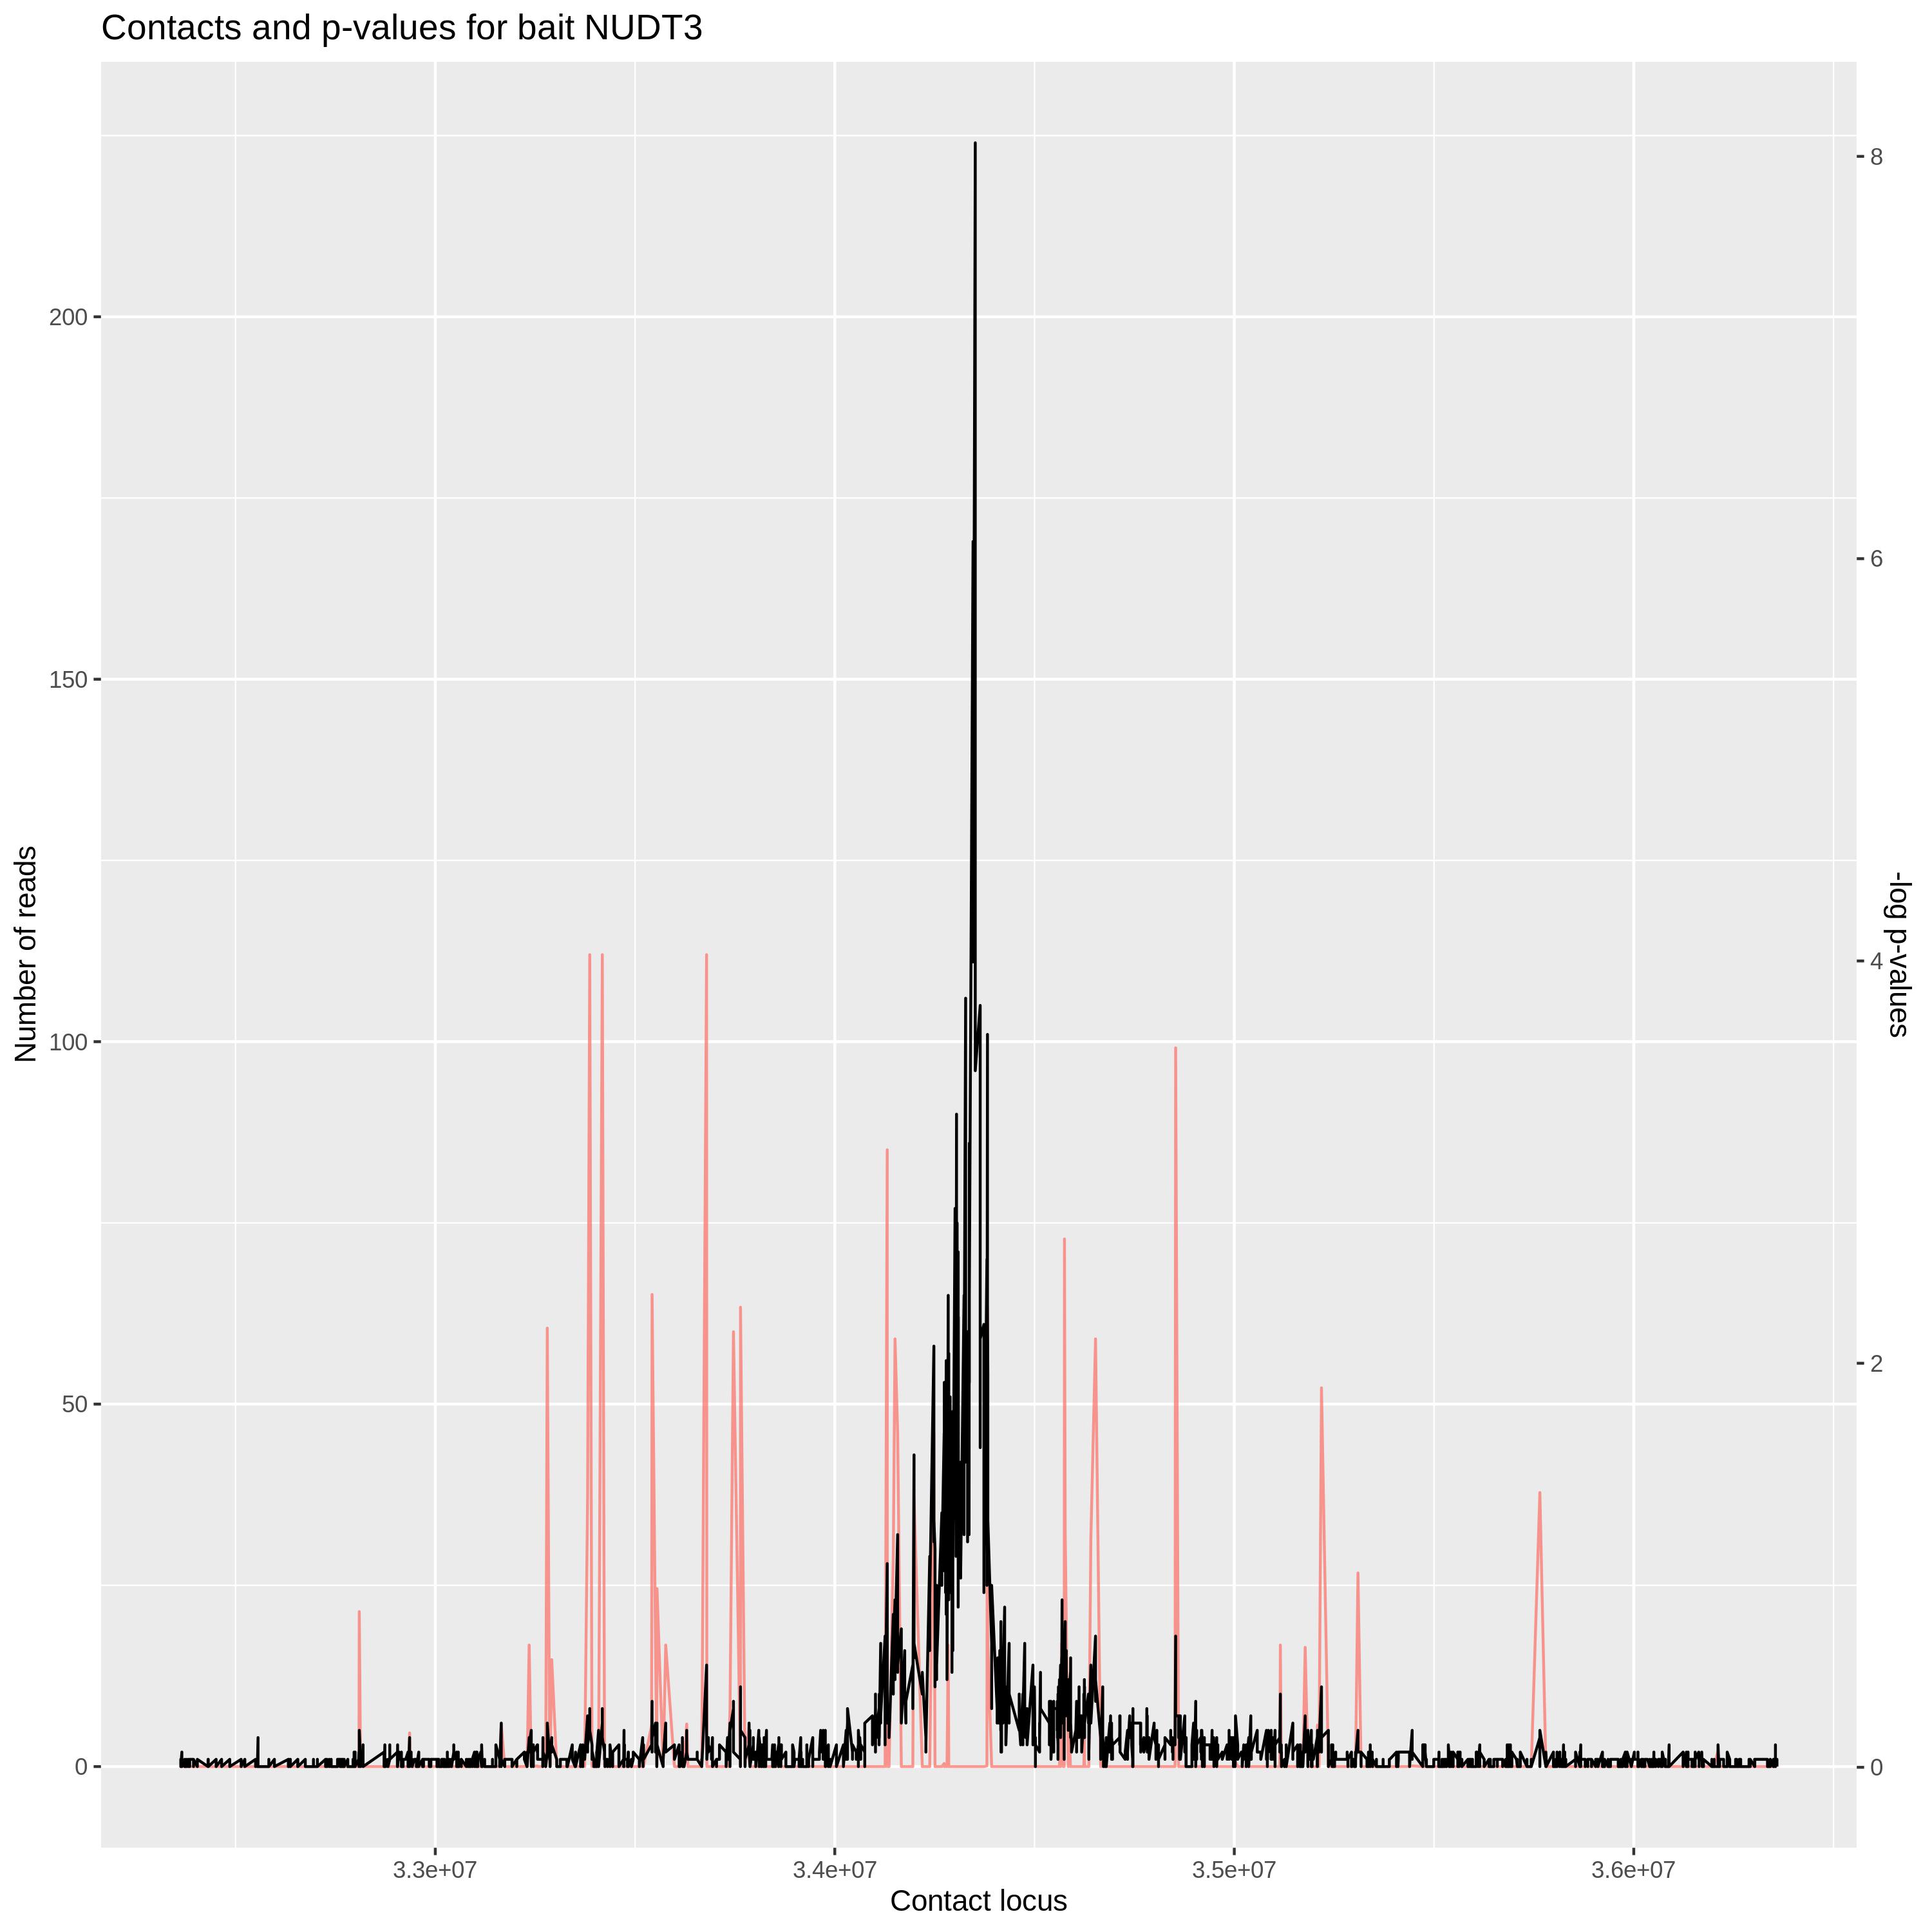 Contacts and p-values for bait NUDT3
200
150
100
50
0
8
6
4
2
0
Number of reads
-log p-values
3.3e+07
3.4e+07
3.5e+07
3.6e+07
Contact locus